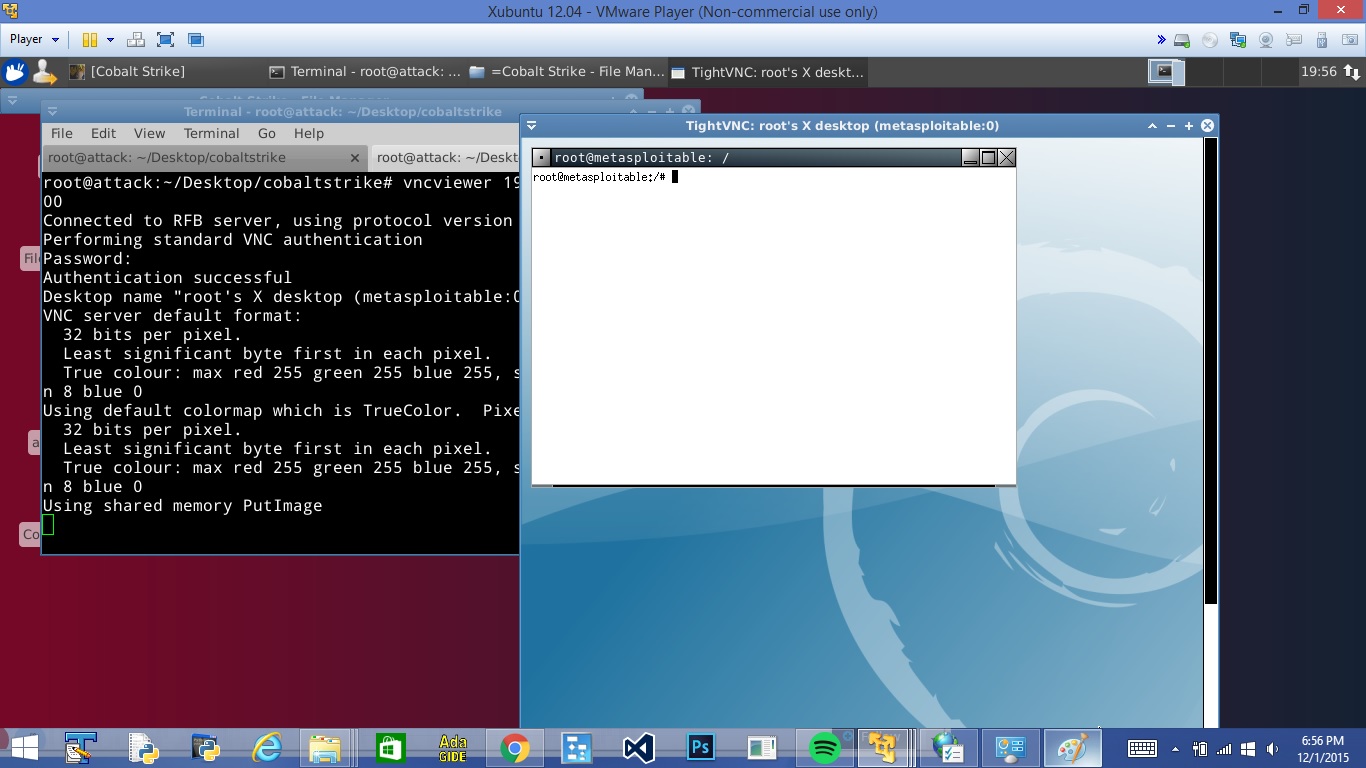 Xubuntu 12.04 - VMware Player (Non-commercial use only)
Player
[Cobalt Strike]
Terminal - root@attack: ...
=Cobalt Strike - File Man...
TightVNC: root's X deskt...
19:56
Terminal - root@attack: ~/Desktop/cobaltstrike
File Edit View Terminal Go Help
root@attack: ~/Desktop/cobaltstrike
root@attack: ~/Deskt
root@attack:~/Desktop/cobaltstrike# vncviewer 19
00
Connected to RFB server, using protocol version
Performing standard VNC authentication
Password:
Authentication successful
Desktop name "root's X desktop (metasploitable:0
VNC server default format:
32 bits per pixel.
Least significant byte first in each pixel.
True colour: max red 255 green 255 blue 255, s
n 8 blue 0
Using default colormap which is TrueColor. Pixe
32 bits per pixel.
Least significant byte first in each pixel.
True colour: max red 255 green 255 blue 255, s
n 8 blue 0
Using shared memory PutImage
TightVNC: root's X desktop (metasploitable:0)
root@metasploitable: /
root@metasploitable:/#
Fil
a
Co
Ada
GIDE
Ps
6:56 PM
12/1/2015